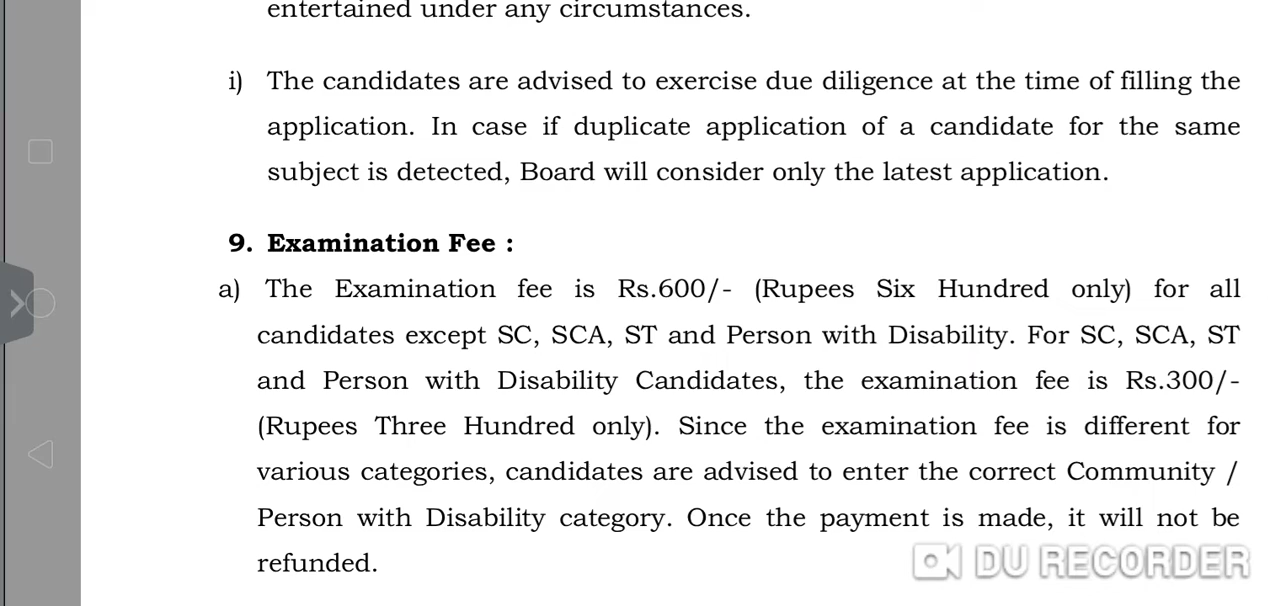 entertained under any circumstances.
i) The candidates are advised to exercise due diligence at the time of filling the
application. In case if duplicate application of a candidate for the same
subject is detected, Board will consider only the latest application.
9. Examination Fee :
a) The Examination fee is Rs.600/- (Rupees Six Hundred only) for all
candidates except SC, SCA, ST and Person with Disability. For SC, SCA, ST
and Person with Disability Candidates, the examination fee is Rs.300/-
(Rupees Three Hundred only). Since the examination fee is different for
various categories, candidates are advised to enter the correct Community /
Person with Disability category. Once the payment is made, it will not be
refunded.
DU RECORDER